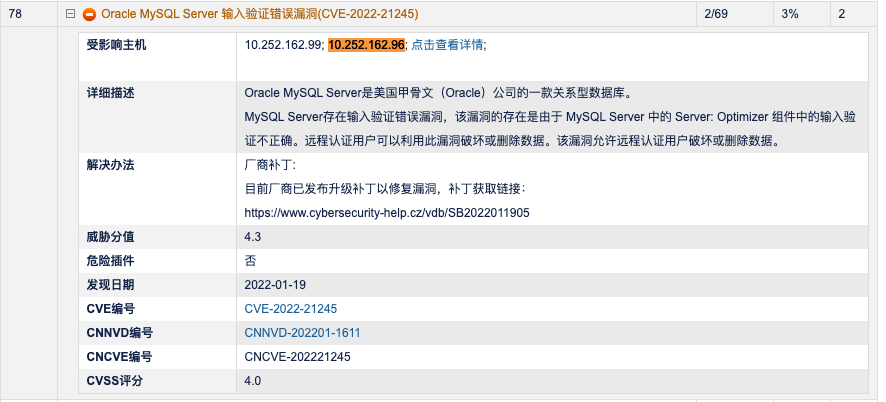 78 Oracle MySQL Server 输入验证错误漏洞(CVE-2022-21245) 2/69 3% 2
受影响主机 10.252.162.99; 10.252.162.96; 点击查看详情;
详细描述 Oracle MySQL Server是美国甲骨文（Oracle）公司的一款关系型数据库。
MySQL Server存在输入验证错误漏洞，该漏洞的存在是由于 MySQL Server 中的 Server: Optimizer 组件中的输入验
证不正确。远程认证用户可以利用此漏洞破坏或删除数据。该漏洞允许远程认证用户破坏或删除数据。
解决办法 厂商补丁:
目前厂商已发布升级补丁以修复漏洞，补丁获取链接：
https://www.cybersecurity-help.cz/vdb/SB2022011905
威胁分值 4.3
危险插件 否
发现日期 2022-01-19
CVE编号 CVE-2022-21245
CNNVD编号 CNNVD-202201-1611
CNCVE编号 CNCVE-202221245
CVSS评分 4.0